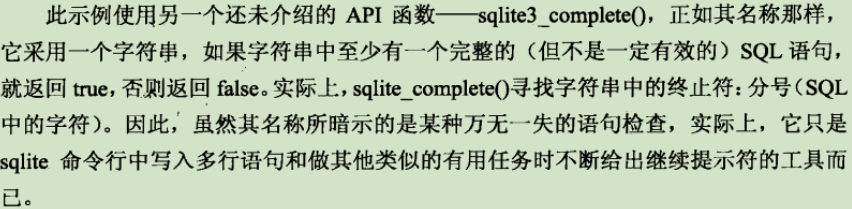 此示例使用另一个还未介绍的 API 函数——sqlite3_complete()，正如其名称那样，
它采用一个字符串，如果字符串中至少有一个完整的（但不是一定有效的）SQL 语句，
就返回 true，否则返回 false。实际上，sqlite_complete()寻找字符串中的终止符：分号（SQL
中的字符）。因此，虽然其名称所暗示的是某种万无一失的语句检查，实际上，它只是
sqlite 命令行中写入多行语句和做其他类似的有用任务时不断给出继续提示符的工具而
已。